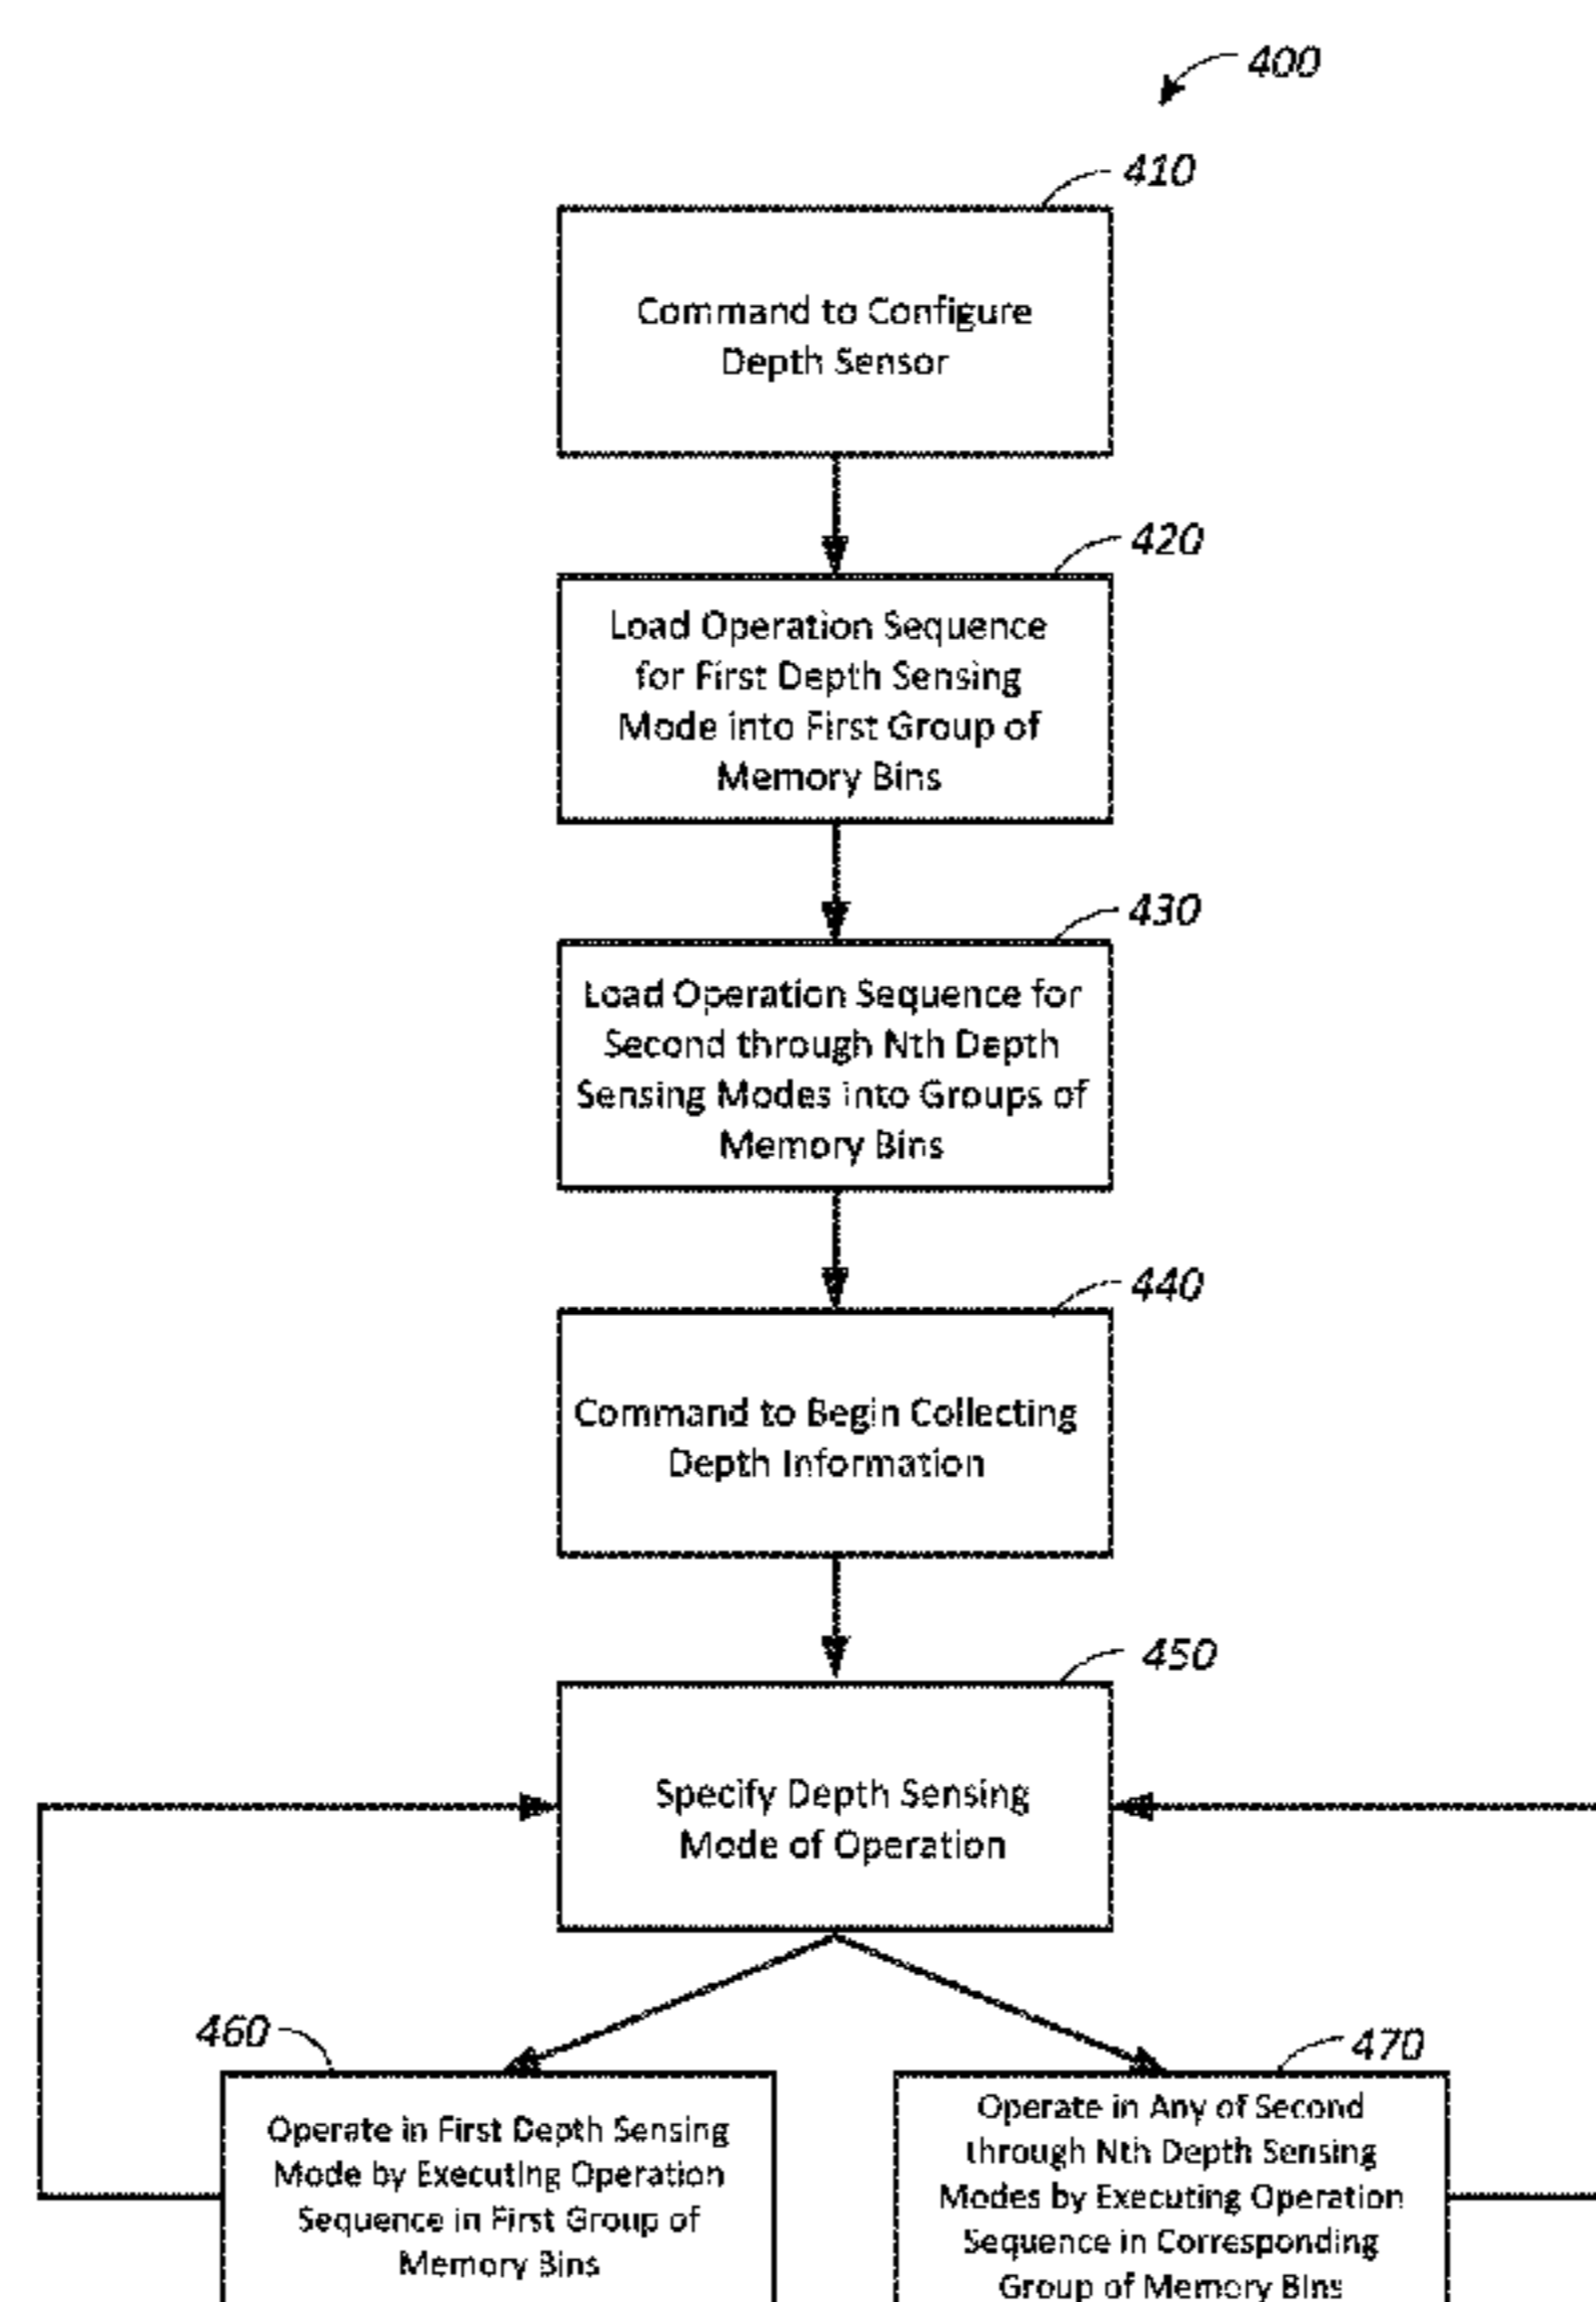 400
410
Command to Configure
Depth Sensor
420
Load Operation Sequence
for First Depth Sensing
Mode into First Group of
Memory Bins
430
Load Operation Sequence for
Second through Nth Depth
Sensing Modes into Groups of
Memory Bins
440
Command to Begin Collecting
Depth Information
450
Specify Depth Sensing
Mode of Operation
460
Operate in First Depth Sensing
Mode by Executing Operation
Sequence in First Group of
Memory Bins
470
Operate in Any of Second
through Nth Depth Sensing
Modes by Executing Operation
Sequence in Corresponding
Group of Memory Bins